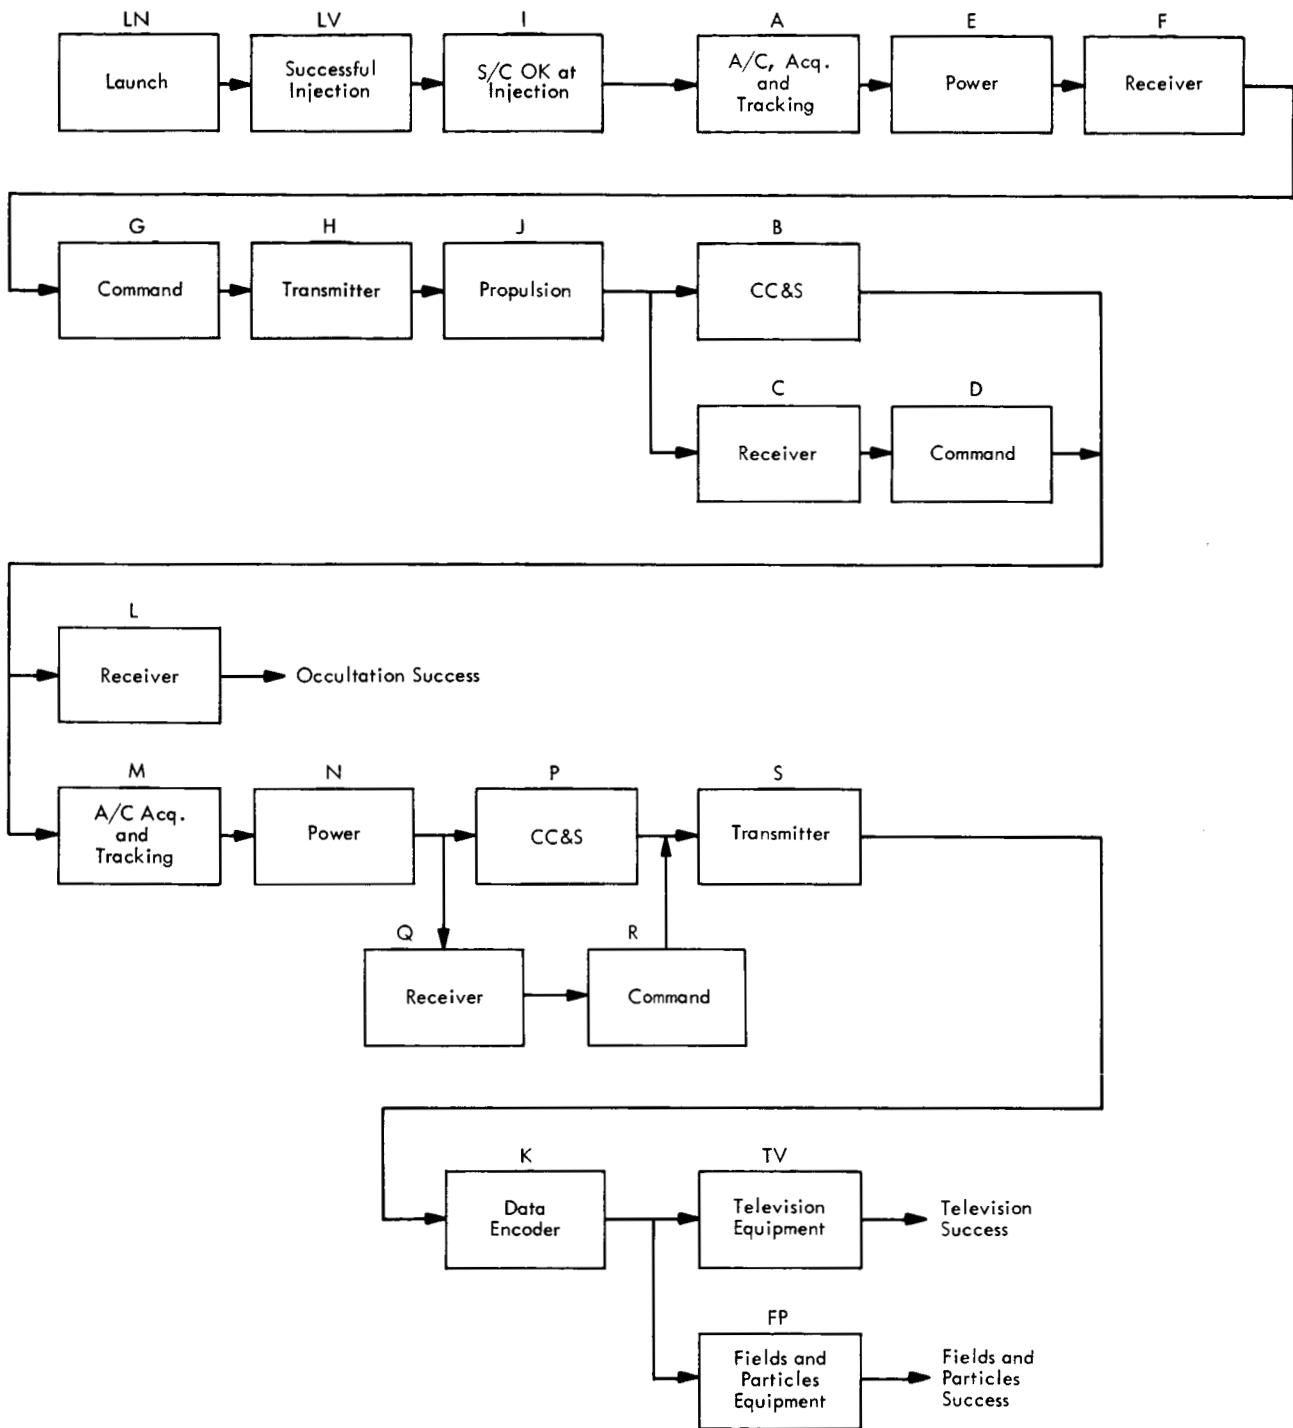 LN
LV
I
A
E
F
Launch
Successful
Injection
S/C OK at
Injection
A/C, Acq.
and
Tracking
Power
Receiver
G
H
J
B
Command
Transmitter
Propulsion
CC&S
C
D
Receiver
Command
L
Receiver
Occultation Success
M
N
P
S
A/C Acq.
and
Tracking
Power
CC&S
Transmitter
Q
R
Receiver
Command
K
TV
Data
Encoder
Television
Equipment
Television
Success
FP
Fields and
Particles
Equipment
Fields and
Particles
Success